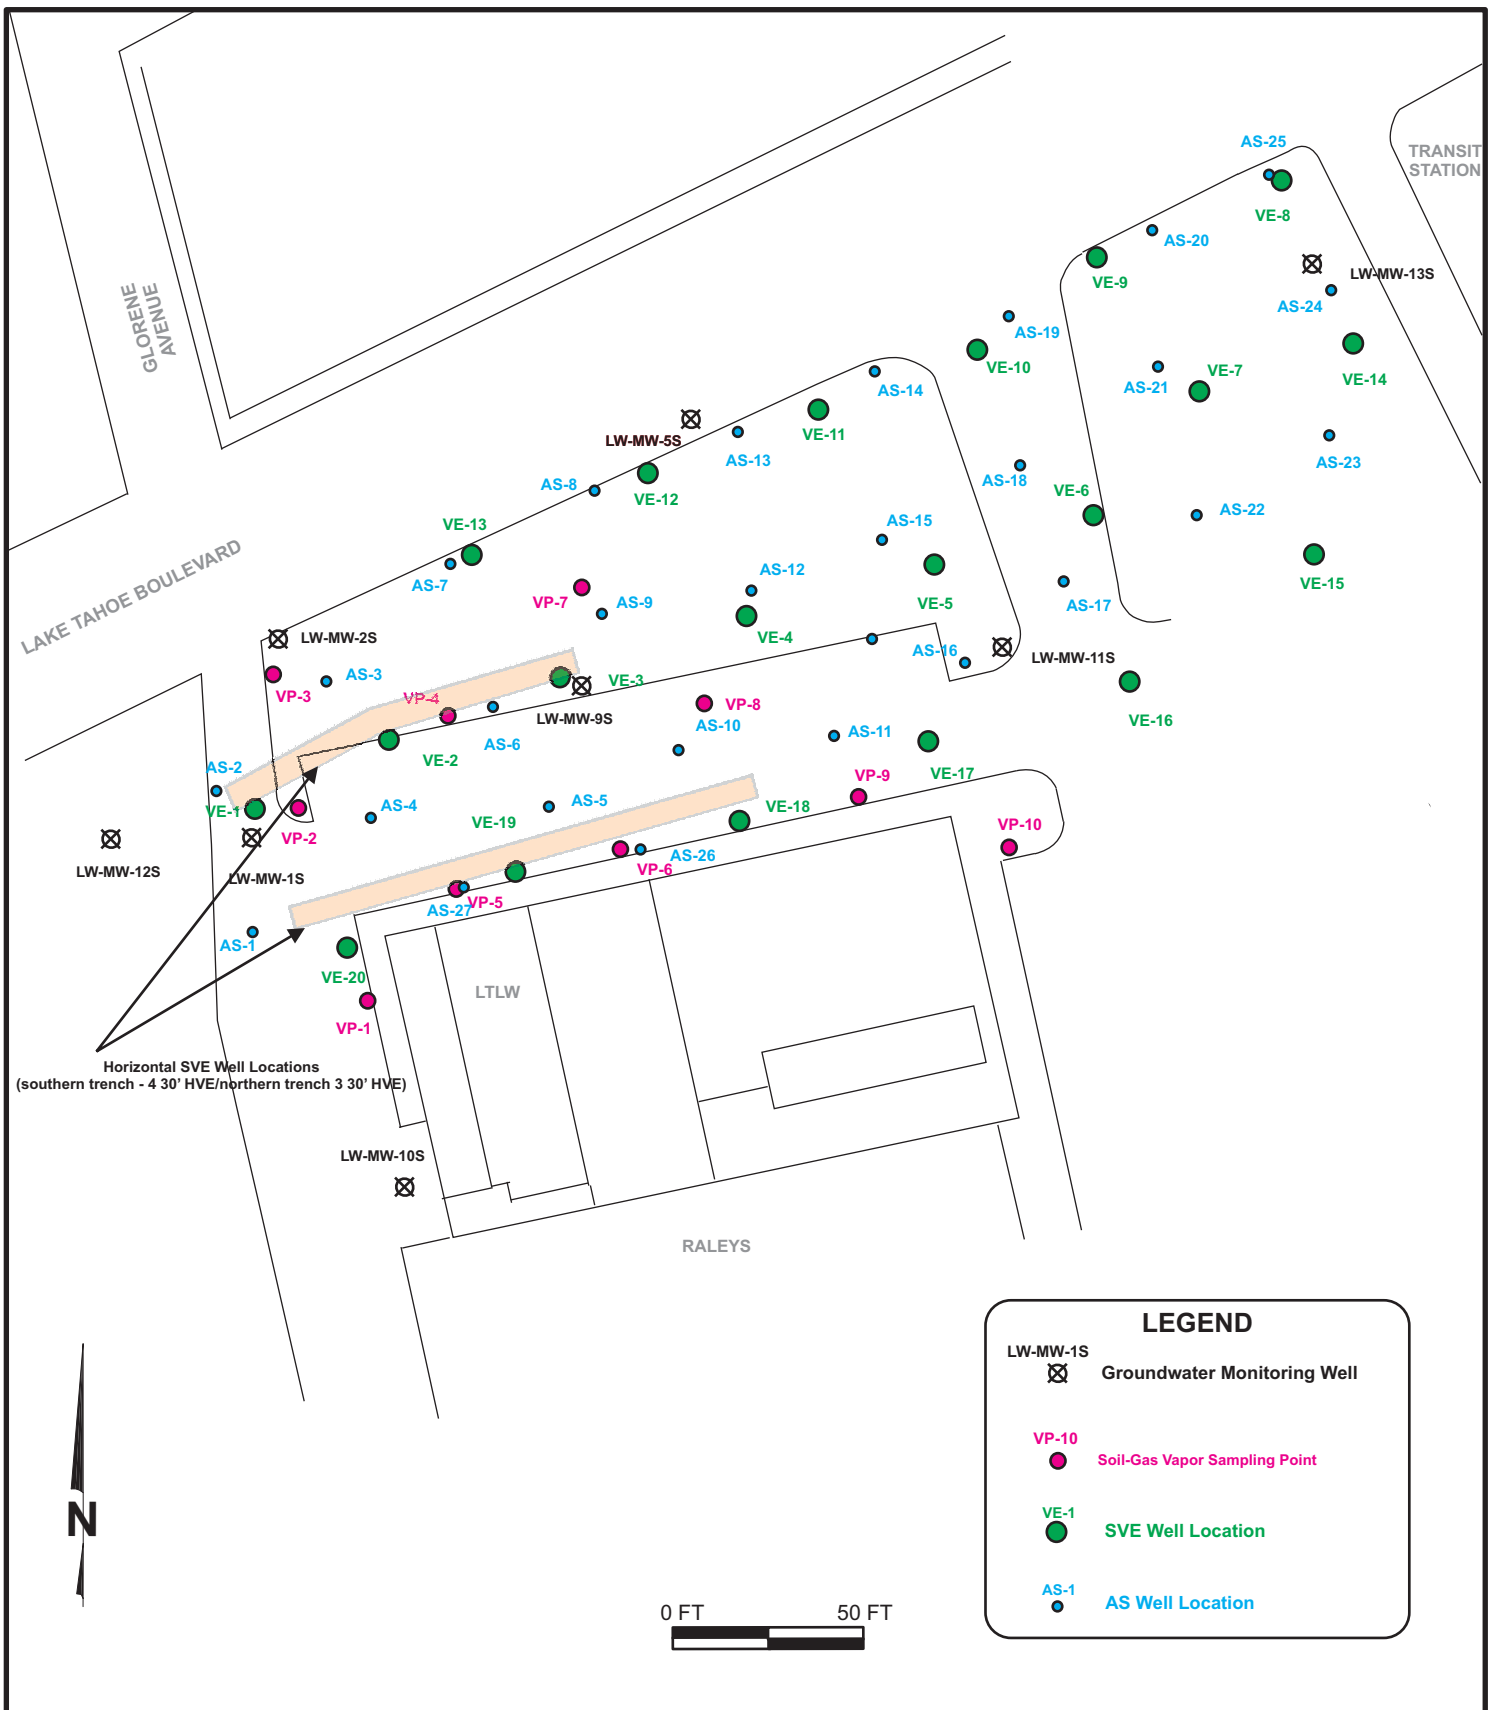 AS-25
TRANSIT
STATION
VE-8
AS-20
LW-MW-13S
VE-9
AS-24
GLORENE
AVENUE
AS-19
VE-14
VE-10
AS-21
VE-7
AS-14
VE-11
LW-MW-5S
AS-13
AS-23
AS-18
AS-8
VE-12
VE-6
AS-22
VE-13
AS-15
LAKE TAHOE BOULEVARD
AS-7
AS-12
VE-15
VP-7
AS-9
VE-5
AS-17
VE-4
LW-MW-2S
AS-16
LW-MW-11S
AS-3
VP-3
VP-4
VE-3
VP-8
LW-MW-9S
VE-16
AS-6
AS-10
AS-11
VE-2
AS-2
VE-17
VP-9
VE-1
AS-4
AS-5
VE-18
VE-19
VP-2
VP-10
AS-26
LW-MW-12S
LW-MW-1S
VP-6
VP-5
AS-27
AS-1
VE-20
LTLW
VP-1
Horizontal SVE Well Locations
(southern trench - 4 30' HVE/northern trench 3 30' HVE)
LW-MW-10S
RALEYS
LEGEND
LW-MW-1S
Groundwater Monitoring Well
VP-10
Soil-Gas Vapor Sampling Point
VE-1
SVE Well Location
AS-1
AS Well Location
N
0 FT
50 FT